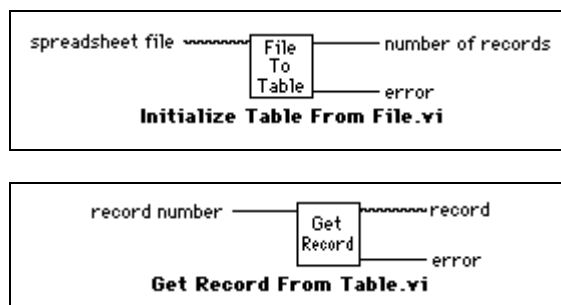 spreadsheet file
File
To
Table
number of records
error
Initialize Table From File.vi
record number
Get
Record
record
error
Get Record From Table.vi